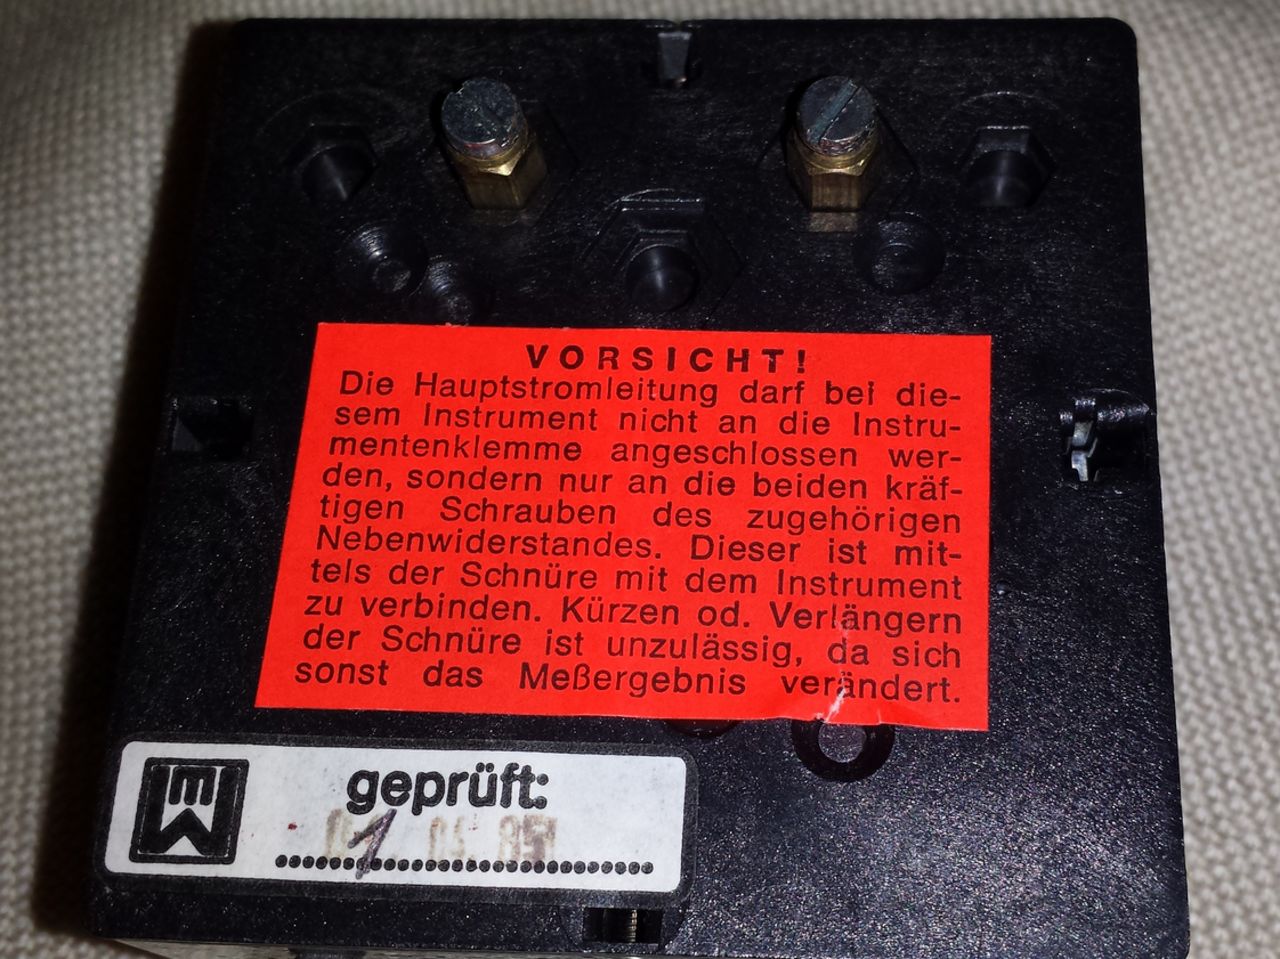 VORSICHT!
Die Hauptstromleitung darf bei die-
sem Instrument nicht an die Instru-
mentenklemme angeschlossen wer-
den, sondern nur an die beiden kräf-
tigen Schrauben des zugehörigen
Nebenwiderstandes. Dieser ist mit-
tels der Schnüre mit dem Instrument
zu verbinden. Kürzen od. Verlängern
der Schnüre ist unzulässig, da sich
sonst das Meßergebnis verändert.
geprüft: